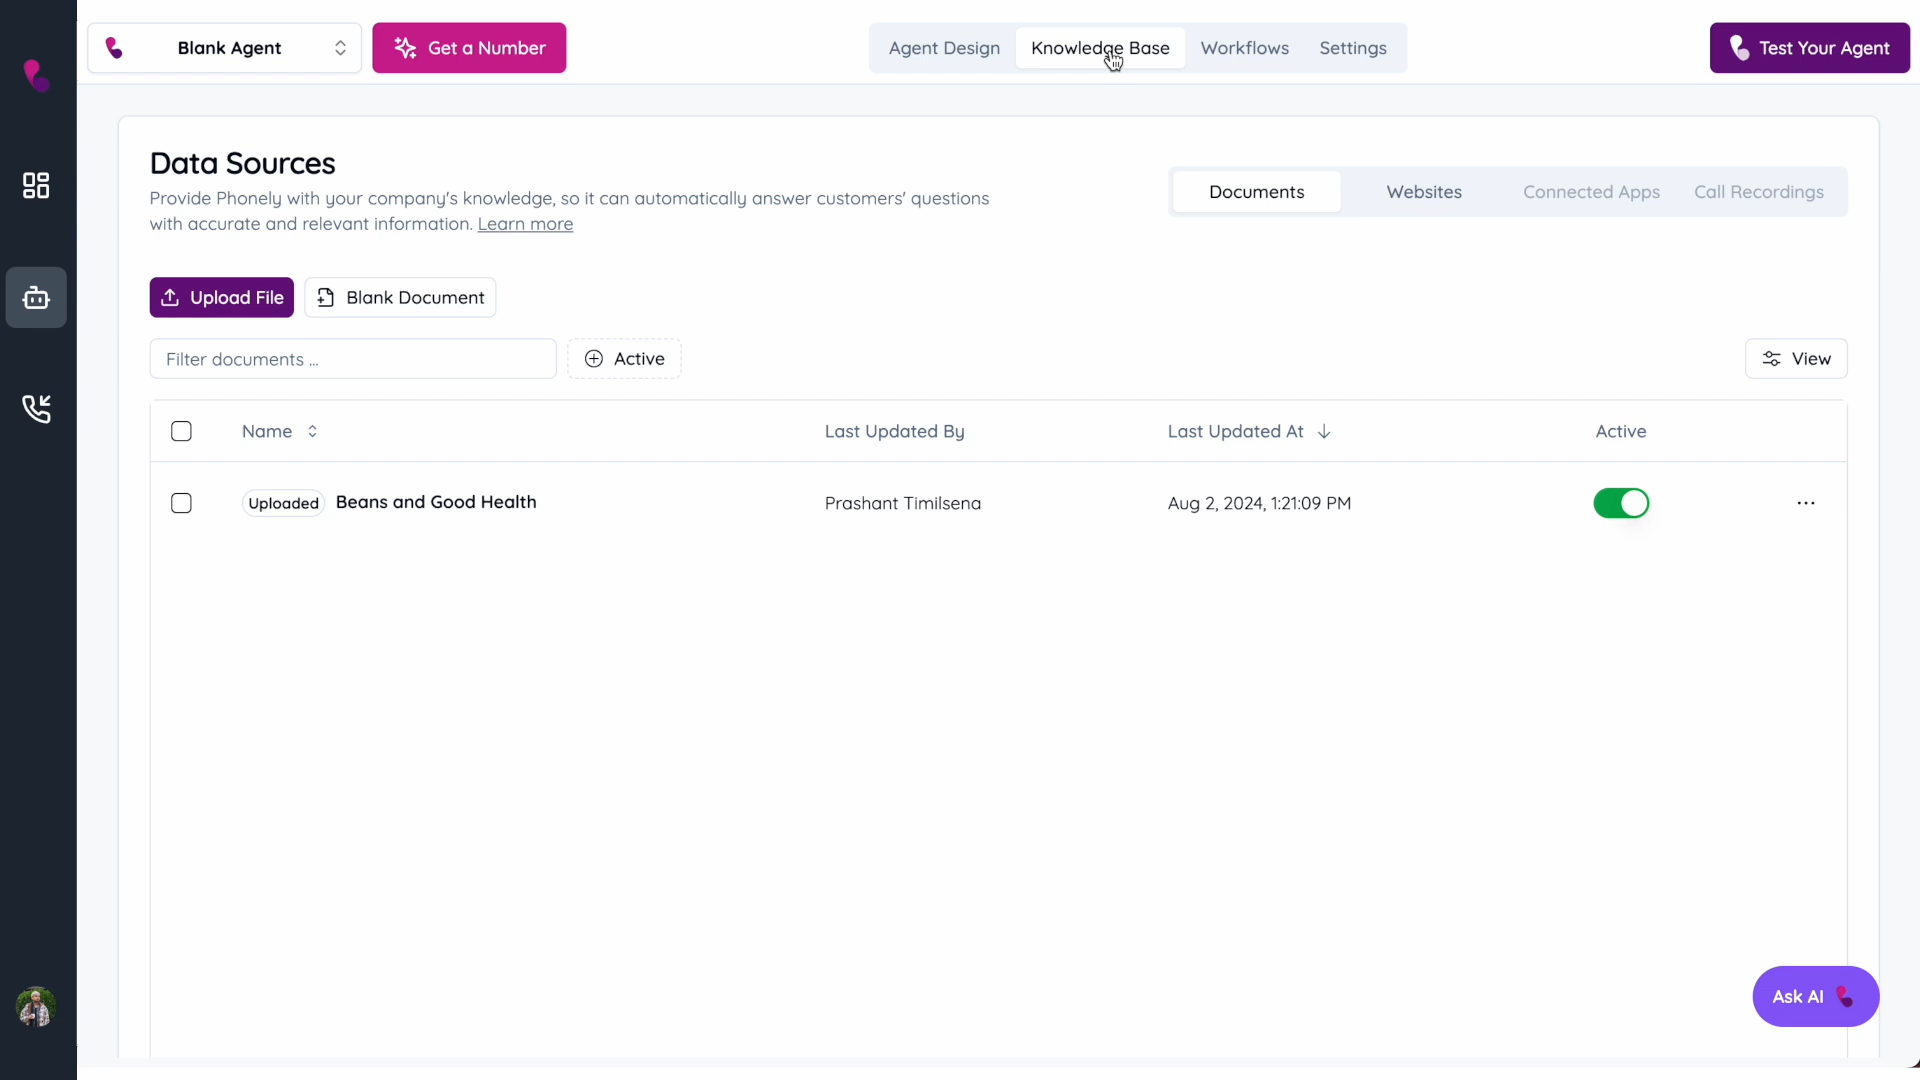 Blank Agent
Get a Number
Agent Design
Knowledge Base
Workflows
Settings
Test Your Agent
Data Sources
Provide Phonely with your company's knowledge, so it can automatically answer customers' questions
with accurate and relevant information. Learn more
Documents
Websites
Connected Apps
Call Recordings
Upload File
Blank Document
Filter documents ...
Active
View
Name
Last Updated By
Last Updated At
Active
Uploaded
Beans and Good Health
Prashant Timilsena
Aug 2, 2024, 1:21:09 PM
Ask AI